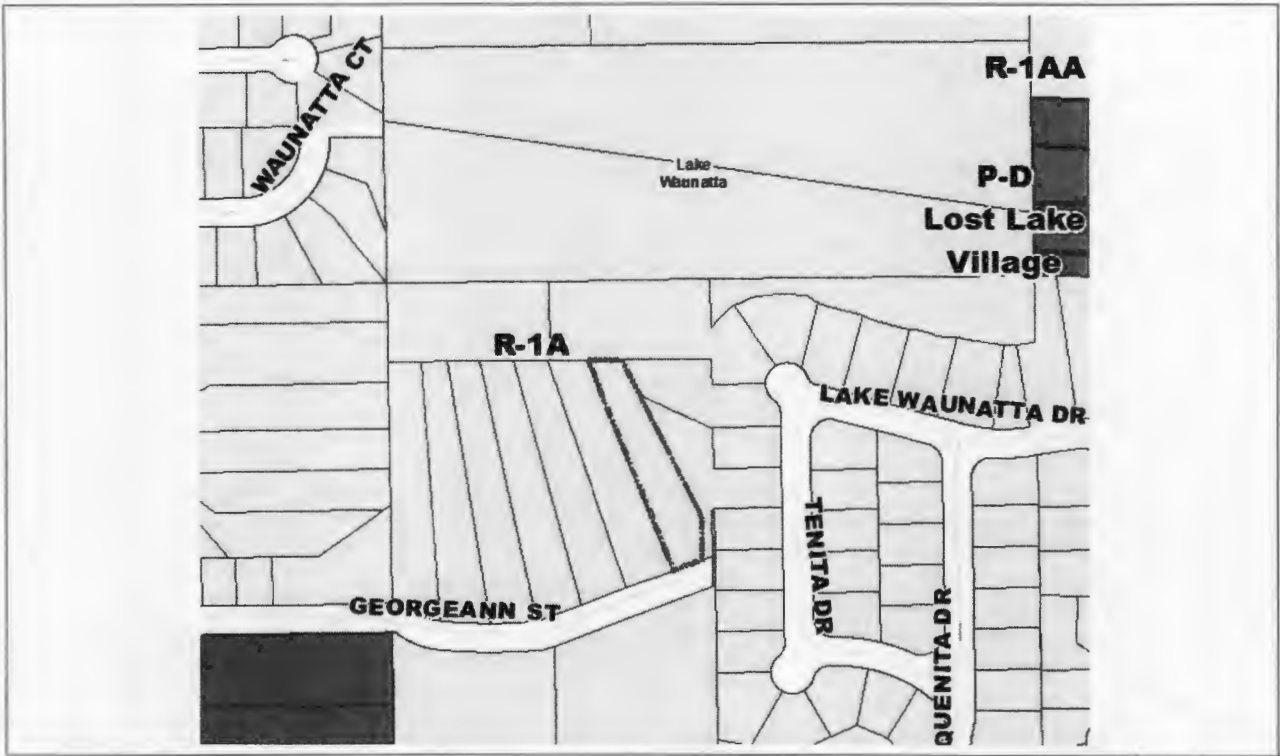 WAUNATTA CT
R-1AA
Lake
Waunatta
P-D
Lost Lake
Village
R-1A
LAKE WAUNATTA DR
TENITA DR
GEORGEANN ST
QUENITA DR